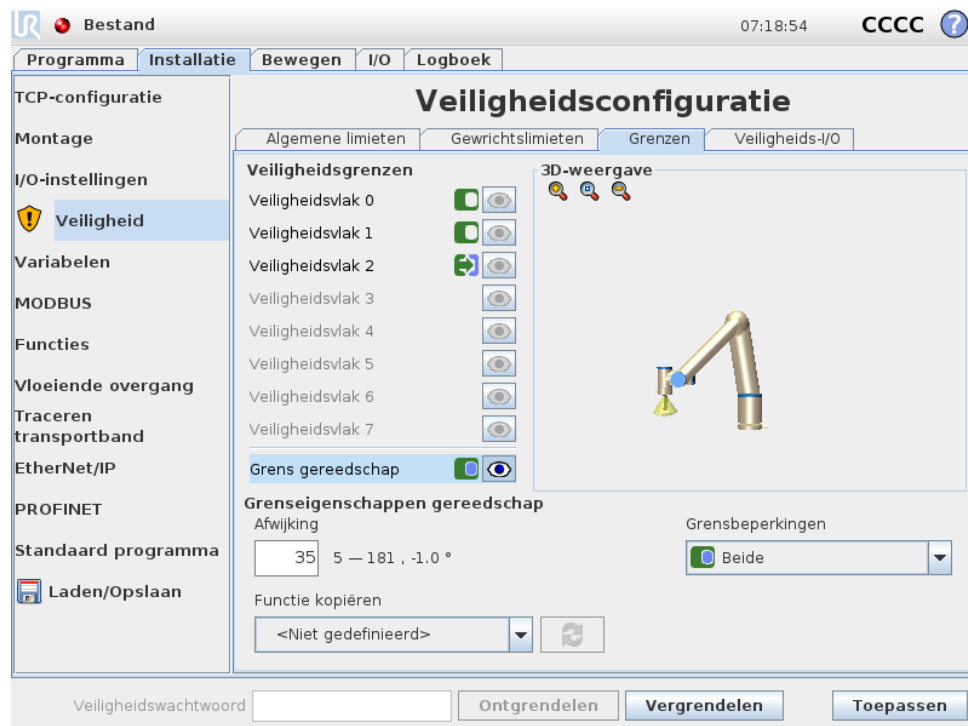 UR Bestand 07:18:54 CCCC ?
Programma Installatie Bewegen I/O Logboek
TCP-configuratie
Montage
I/O-instellingen
Veiligheid
Variabelen
MODBUS
Functies
Vloeiende overgang
Traceren
transportband
EtherNet/IP
PROFINET
Standaard programma
Laden/Opslaan
Veiligheidsconfiguratie
Algemene limieten Gewrichtslimieten Grenzen Veiligheids-I/O
Veiligheidsgrenzen
Veiligheidsvlak 0
Veiligheidsvlak 1
Veiligheidsvlak 2
Veiligheidsvlak 3
Veiligheidsvlak 4
Veiligheidsvlak 5
Veiligheidsvlak 6
Veiligheidsvlak 7
Grens gereedschap
3D-weergave
Grenseigenschappen gereedschap
Afwijking
35 5 — 181 , -1.0 °
Grensbeperkingen
Beide
Functie kopiëren
<Niet gedefinieerd>
Veiligheidswachtwoord Ontgrendelen Vergrendelen Toepassen